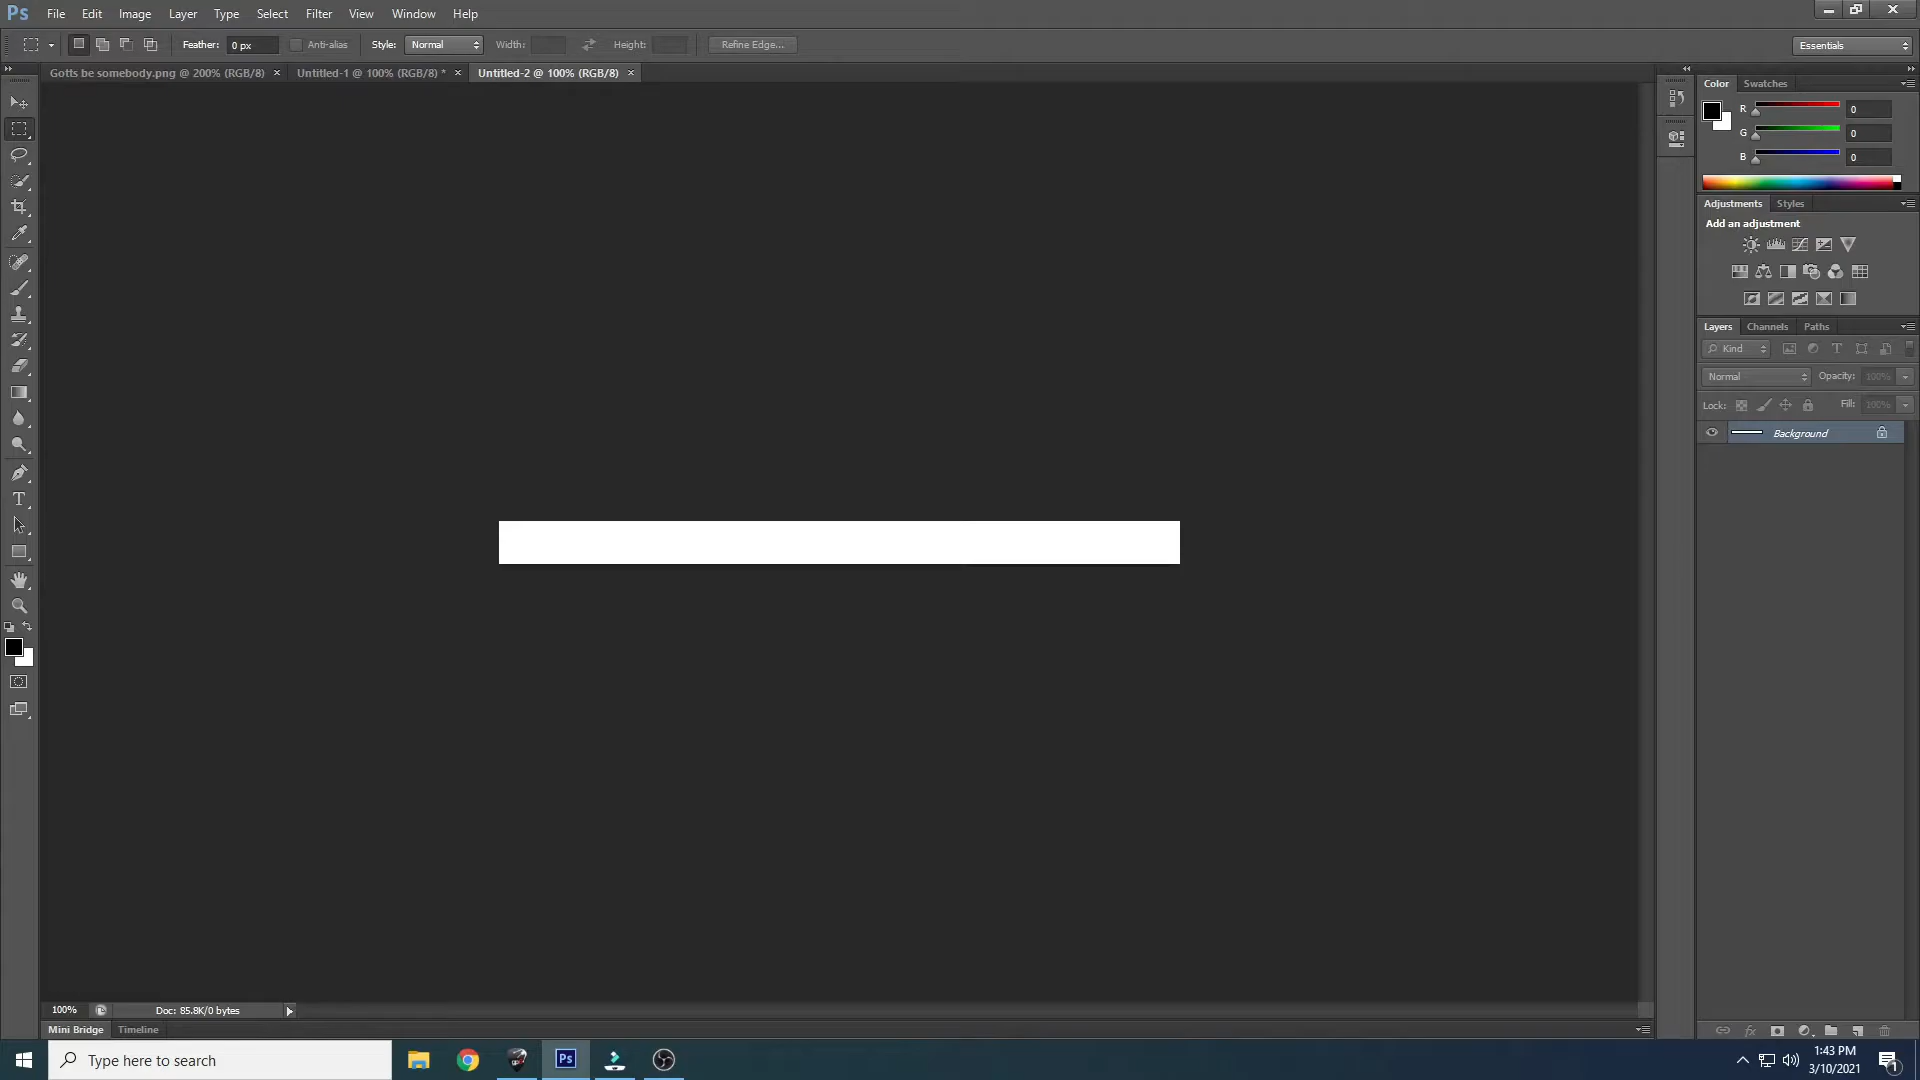 Ps File Edit Image Layer Type Select Filter View Window Help
Feather: 0 px Anti-alias Style: Normal Width: Height: Refine Edge... Essentials
Gotts be somebody.png @ 200% (RGB/8) × Untitled-1 @ 100% (RGB/8) * × Untitled-2 @ 100% (RGB/8) ×
Color Swatches
R 0
G 0
B 0
Adjustments Styles
Add an adjustment
Layers Channels Paths
Kind
Normal Opacity: 100%
Lock: Fill: 100%
Background
100% Doc: 85.8K/0 bytes
Mini Bridge Timeline
Type here to search
Ps
1:43 PM
3/10/2021
1